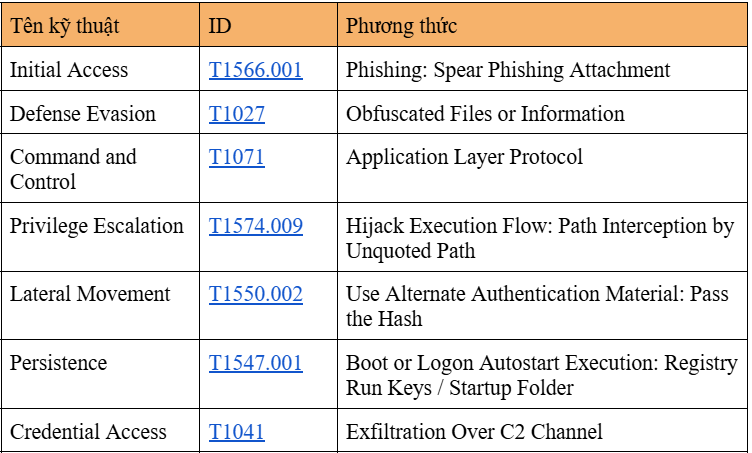 Tên kỹ thuật ID Phương thức
Initial Access T1566.001 Phishing: Spear Phishing Attachment
Defense Evasion T1027 Obfuscated Files or Information
Command and T1071 Application Layer Protocol
Control
Privilege Escalation T1574.009 Hijack Execution Flow: Path Interception by
Unquoted Path
Lateral Movement T1550.002 Use Alternate Authentication Material: Pass
the Hash
Persistence T1547.001 Boot or Logon Autostart Execution: Registry
Run Keys / Startup Folder
Credential Access T1041 Exfiltration Over C2 Channel